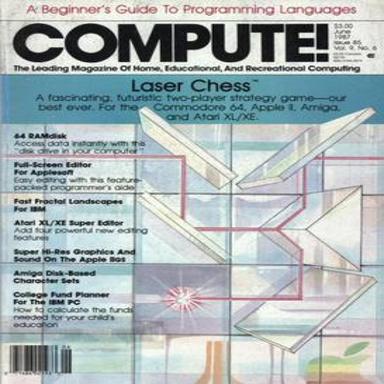 A Beginner's Guide To Programming Languages
$3.00
June
1987
Issue 85
Vol. 9, No. 6
COMPUTE!
The Leading Magazine Of Home, Educational, And Recreational Computing
Laser Chess™
A fascinating, futuristic two-player strategy game—our
best ever. For the Commodore 64, Apple II, Amiga,
and Atari XL/XE.
64 RAMdisk
Access data instantly with this
"disk drive in your computer"
Full-Screen Editor
For Applesoft
Easy editing with this feature-
packed programmer's aide
Fast Fractal Landscapes
For IBM
Atari XL/XE Super Editor
Add four powerful new editing
features
Super Hi-Res Graphics And
Sound On The Apple IIGS
Amiga Disk-Based
Character Sets
College Fund Planner
For The IBM PC
How to calculate the funds
needed for your child's
education